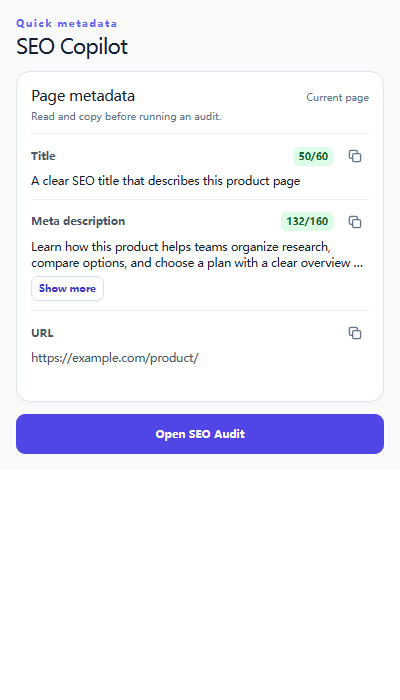 Quick metadata
SEO Copilot
Page metadata
Current page
Read and copy before running an audit.
Title
50/60
A clear SEO title that describes this product page
Meta description
132/160
Learn how this product helps teams organize research,
compare options, and choose a plan with a clear overview ...
Show more
URL
https://example.com/product/
Open SEO Audit